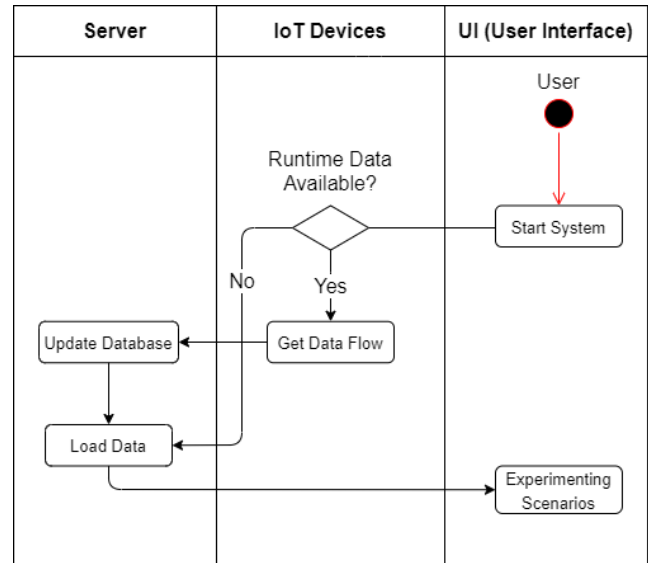 Server
IoT Devices
UI (User Interface)
User
Runtime Data
Available?
Start System
No
Yes
Update Database
Get Data Flow
Load Data
Experimenting
Scenarios